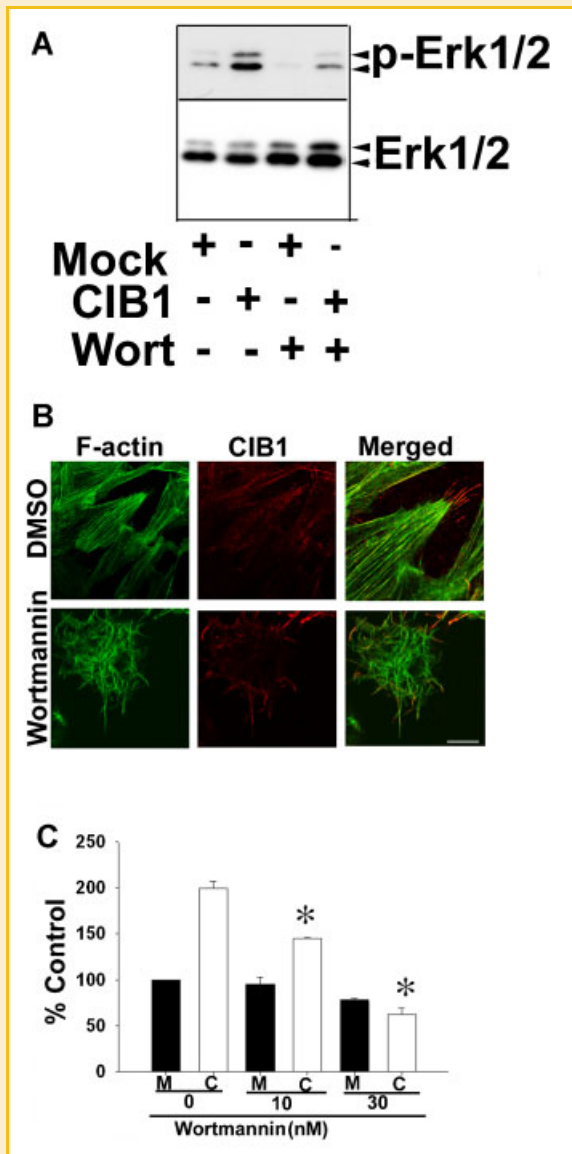 A
p-Erk1/2
Erk1/2
Mock + - + -
CIB1 - + - +
Wort - - + +
B
F-actin CIB1 Merged
DMSO
Wortmannin
C
% Control
250
200
150
100
50
0
* *
M C M C M C
0 10 30
Wortmannin(nM)